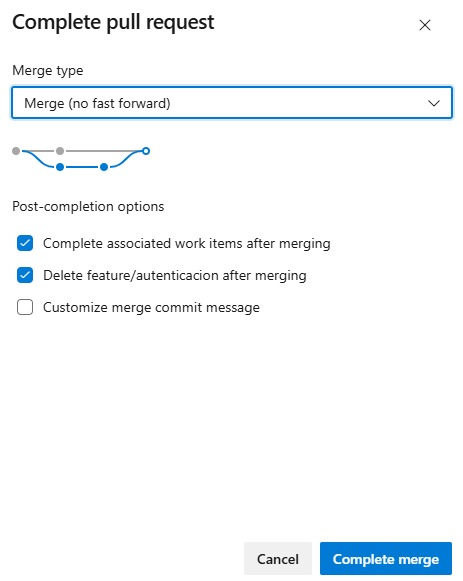 Complete pull request
Merge type
Merge (no fast forward)
Post-completion options
Complete associated work items after merging
Delete feature/autenticacion after merging
Customize merge commit message
Cancel
Complete merge